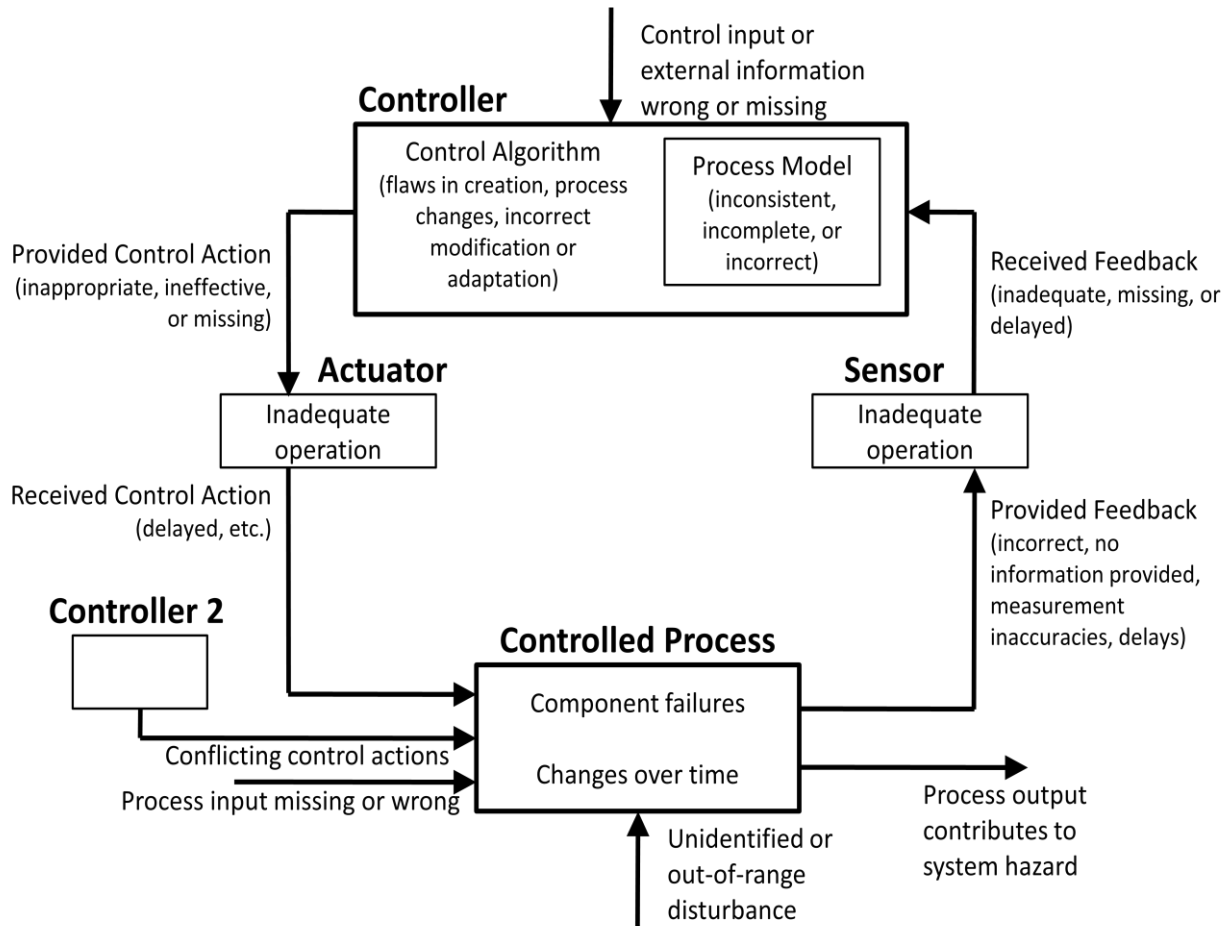 Control input or
external information
wrong or missing
Controller
Control Algorithm
(flaws in creation, process
changes, incorrect
modification or
adaptation)
Process Model
(inconsistent,
incomplete, or
incorrect)
Provided Control Action
(inappropriate, ineffective,
or missing)
Received Feedback
(inadequate, missing, or
delayed)
Actuator
Inadequate
operation
Sensor
Inadequate
operation
Received Control Action
(delayed, etc.)
Provided Feedback
(incorrect, no
information provided,
measurement
inaccuracies, delays)
Controller 2
Controlled Process
Component failures
Changes over time
Conflicting control actions
Process input missing or wrong
Process output
contributes to
system hazard
Unidentified or
out-of-range
disturbance